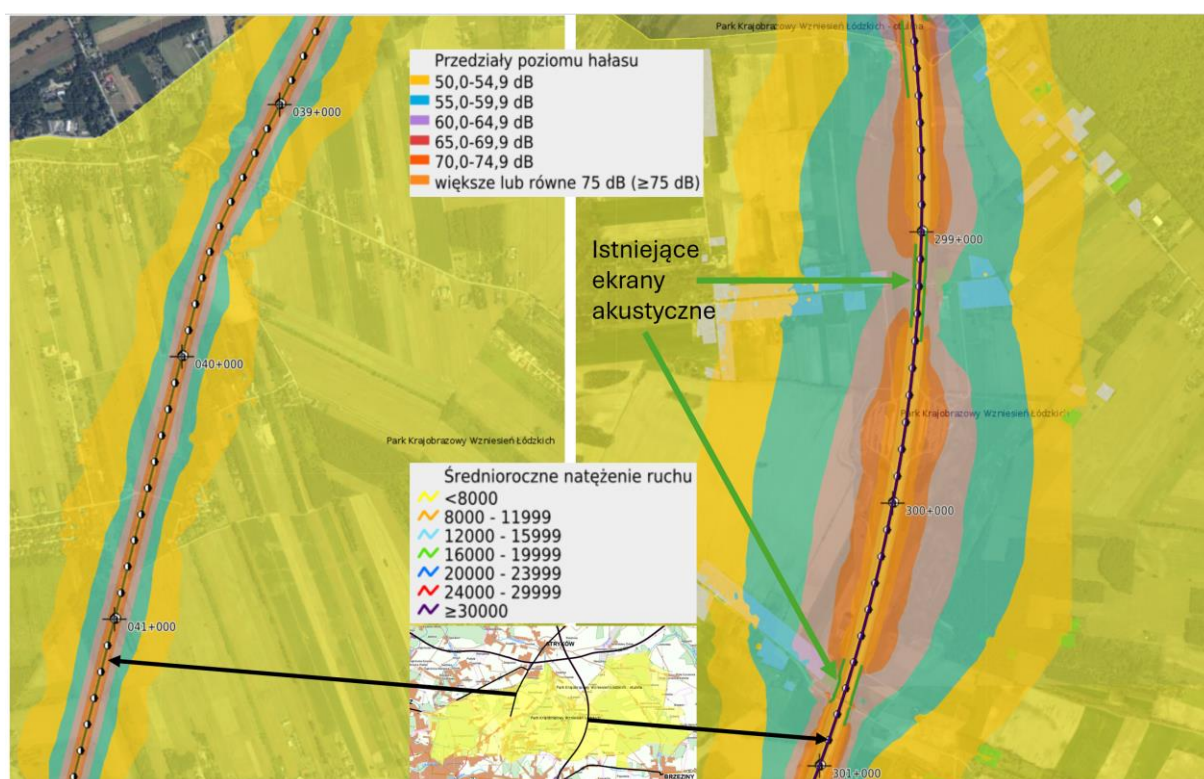 Park Krajobrazowy Wzniesień Łódzkich - otulina
Przedziały poziomu hałasu
50,0-54,9 dB
55,0-59,9 dB
60,0-64,9 dB
65,0-69,9 dB
70,0-74,9 dB
większe lub równe 75 dB (≥75 dB)
039+000
299+000
Istniejące
ekrany
akustyczne
040+000
Park Krajobrazowy Wzniesień Łódzkich
Park Krajobrazowy Wzniesień Łódzkich
Średnioroczne natężenie ruchu
<8000
8000 - 11999
12000 - 15999
16000 - 19999
20000 - 23999
24000 - 29999
≥30000
300+000
041+000
BRZEZINY
301+000